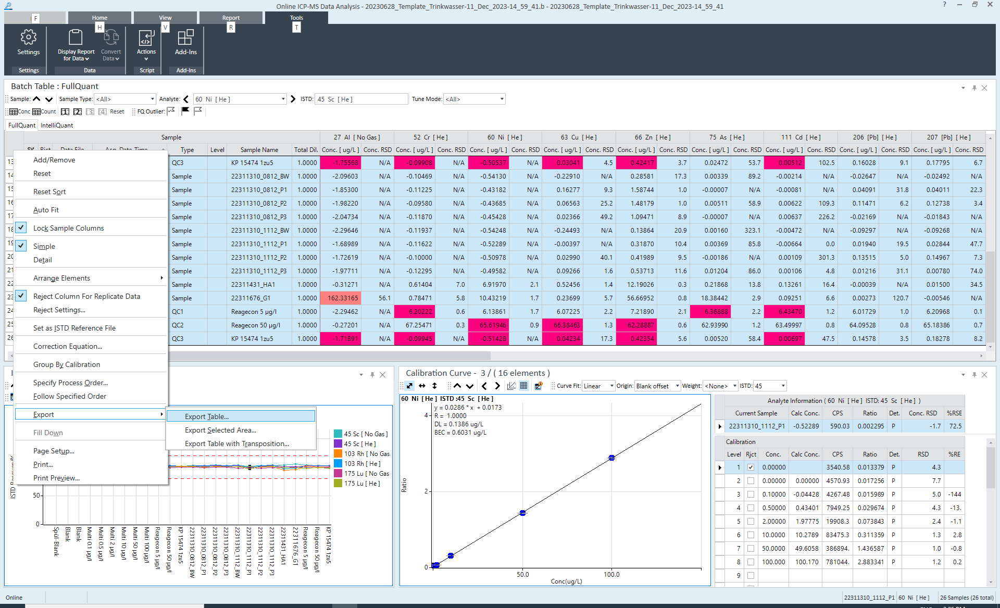 Online ICP-MS Data Analysis - 20230628_Template_Trinkwasser-11_Dec_2023-14_59_41.b - 20230628_Template_Trinkwasser-11_Dec_2023-14_59_41
F Home View Report Tools
H V R T
Settings Display Report for Data Convert Data Actions Add-Ins
Settings Data Script Add-Ins
Batch Table : FullQuant
Sample: Sample Type: <All> Analyte: 60 Ni [ He ] ISTD: 45 Sc [ He ] Tune Mode: <All>
Conc Count 1 2 3 4 Reset FQ Outlier:
FullQuant IntelliQuant
Sample 27 Al [ No Gas ] 52 Cr [ He ] 60 Ni [ He ] 63 Cu [ He ] 66 Zn [ He ] 75 As [ He ] 111 Cd [ He ] 206 [Pb] [ He ] 207 [Pb] [ He ]
Rjct Data File Acq. Date-Time Type Level Sample Name Total Dil. Conc. [ ug/L ] Conc. RSD Conc. [ ug/L ] Conc. RSD Conc. [ ug/L ] Conc. RSD Conc. [ ug/L ] Conc. RSD Conc. [ ug/L ] Conc. RSD Conc. [ ug/L ] Conc. RSD Conc. [ ug/L ] Conc. RSD Conc. [ ug/L ] Conc. RSD Conc. [ ug/L ] Conc. RSD
13 QC3 KP 15474 1zu5 1.0000 -1.75568 N/A -0.09908 N/A -0.50537 N/A 0.03041 4.5 0.42417 3.7 0.02472 53.7 0.00512 102.5 0.16028 9.1 0.17795 6.7
14 Sample 22311310_0812_BW 1.0000 -2.09603 N/A -0.10469 N/A -0.54130 N/A -0.22910 N/A 0.28581 17.3 0.00339 89.2 -0.00214 N/A -0.02647 N/A -0.02492 N/A
15 Sample 22311310_0812_P1 1.0000 -1.85300 N/A -0.11225 N/A -0.43182 N/A 0.16277 9.3 1.58744 1.0 -0.00007 N/A -0.00081 N/A 0.04091 31.8 0.04011 22.3
16 Sample 22311310_0812_P2 1.0000 -1.98220 N/A -0.09580 N/A -0.43685 N/A 0.06563 25.2 1.48179 1.0 0.00511 58.9 0.00622 109.3 0.11471 6.2 0.12738 3.4
17 Sample 22311310_0812_P3 1.0000 -2.04734 N/A -0.11870 N/A -0.45428 N/A 0.02366 49.2 1.09471 8.9 -0.00007 N/A 0.00637 226.2 -0.02169 N/A -0.01843 N/A
18 Sample 22311310_1112_BW 1.0000 -2.29646 N/A -0.11937 N/A -0.54248 N/A -0.24493 N/A 0.13864 20.9 0.00160 323.1 -0.00472 N/A -0.09297 N/A -0.09268 N/A
19 Sample 22311310_1112_P1 1.0000 -1.68989 N/A -0.11622 N/A -0.52289 N/A -0.00397 N/A 0.31870 10.4 0.00369 85.8 -0.00664 0.0 0.01940 19.5 0.02844 47.7
20 Sample 22311310_1112_P2 1.0000 -1.72619 N/A -0.10000 N/A -0.50978 N/A 0.02990 40.1 0.41989 9.5 -0.00186 N/A 0.00109 301.3 0.13515 5.0 0.14967 7.3
21 Sample 22311310_1112_P3 1.0000 -1.97711 N/A -0.12295 N/A -0.49582 N/A 0.09266 1.6 0.53713 11.6 0.01204 86.0 0.00106 4.8 0.01216 31.1 0.00780 74.0
22 Sample 22311431_HA1 1.0000 -0.31271 N/A 0.61404 7.0 6.91970 2.1 0.52456 1.4 12.19026 0.3 0.21868 13.8 0.13261 16.4 -0.00039 N/A 0.01500 34.5
23 Sample 22311676_G1 1.0000 162.33165 56.1 0.78471 5.8 10.43219 1.7 0.23699 5.7 56.66952 0.8 18.38442 2.9 0.09251 6.6 0.00273 120.7 -0.00546 N/A
24 QC1 Reagecon 5 µg/l 1.0000 -2.29462 N/A 6.20222 0.6 6.13861 1.7 6.07225 2.2 7.21890 2.1 6.36888 2.2 6.43470 1.2 6.01729 1.0 6.20968 0.1
25 QC2 Reagecon 50 µg/l 1.0000 -0.27201 N/A 67.25471 0.3 65.61946 0.9 66.38463 1.3 62.28887 0.6 62.93990 1.2 63.49997 0.8 64.09528 0.8 65.18386 0.7
26 QC3 KP 15474 1zu5 1.0000 -1.71891 N/A -0.09945 N/A -0.51428 N/A 0.04234 17.3 0.42354 5.6 0.00520 58.4 0.00697 47.5 0.14578 3.5 0.18278 8.2
Add/Remove
Reset
Reset Sort
Auto Fit
Lock Sample Columns
Simple
Detail
Arrange Elements
Reject Column For Replicate Data
Reject Settings...
Set as ISTD Reference File
Correction Equation...
Group By Calibration
Specify Process Order...
Follow Specified Order
Export
Fill Down
Page Setup...
Print...
Print Preview...
Export Table...
Export Selected Area...
Export Table with Transposition...
45 Sc [ No Gas ]
45 Sc [ He ]
103 Rh [ No Gas
103 Rh [ He ]
175 Lu [ No Gas
175 Lu [ He ]
50
0
Spül-Blank
Blank
Blank
Multi 0.1 µg/l
Multi 0.5 µg/l
Multi 2 µg/l
Multi 10 µg/l
Multi 50 µg/l
Multi 100 µg/l
Reagecon 5 µg/l
Reagecon 50 µg/l
KP 15474 1zu5
22311310_0812_BW
22311310_0812_P1
22311310_0812_P2
22311310_0812_P3
22311310_1112_BW
22311310_1112_P1
22311310_1112_P2
22311310_1112_P3
22311431_HA1
22311676_G1
Reagecon 5 µg/l
Reagecon 50 µg/l
KP 15474 1zu5
Calibration Curve - 3 / ( 16 elements )
Curve Fit: Linear Origin: Blank offset Weight: <None> ISTD: 45
60 Ni [ He ] ISTD :45 Sc [ He ]
y = 0.0286 * x + 0.0173
R = 1.0000
DL = 0.1386 ug/L
BEC = 0.6031 ug/L
4
2
0
Ratio
50.0 100.0
Conc(ug/L)
Analyte Information ( 60 Ni [ He ] ISTD: 45 Sc [ He ] )
Current Sample Calc Conc. CPS Ratio Det. Conc. RSD %RSE
22311310_1112_P1 -0.52289 590.03 0.002295 P -1.7 72.5
Calibration
Level Rjct Conc. Calc Conc. CPS Ratio Det. RSD %RE
1 0.00000 3540.58 0.013379 P 4.3
2 0.00000 0.00000 4570.93 0.017256 P 7.7
3 0.10000 -0.04428 4267.48 0.015989 P 5.0 -144
4 0.50000 0.43401 7949.25 0.029674 P 4.3 -13.
5 2.00000 1.97775 19908.3 0.073843 P 2.4 -1.1
6 10.0000 10.2789 83475.3 0.311359 P 1.3 2.8
7 50.0000 49.6058 386894. 1.436587 P 1.0 -0.8
8 100.000 100.170 781044. 2.883341 P 1.2 0.2
9
Online 22311310_1112_P1 60 Ni [ He ] 26 Samples (26 total)